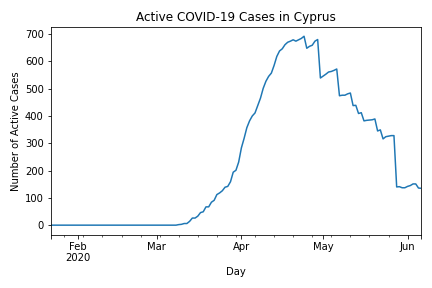 Active COVID-19 Cases in Cyprus
Number of Active Cases
700
600
500
400
300
200
100
0
Feb
2020
Mar
Apr
May
Jun
Day